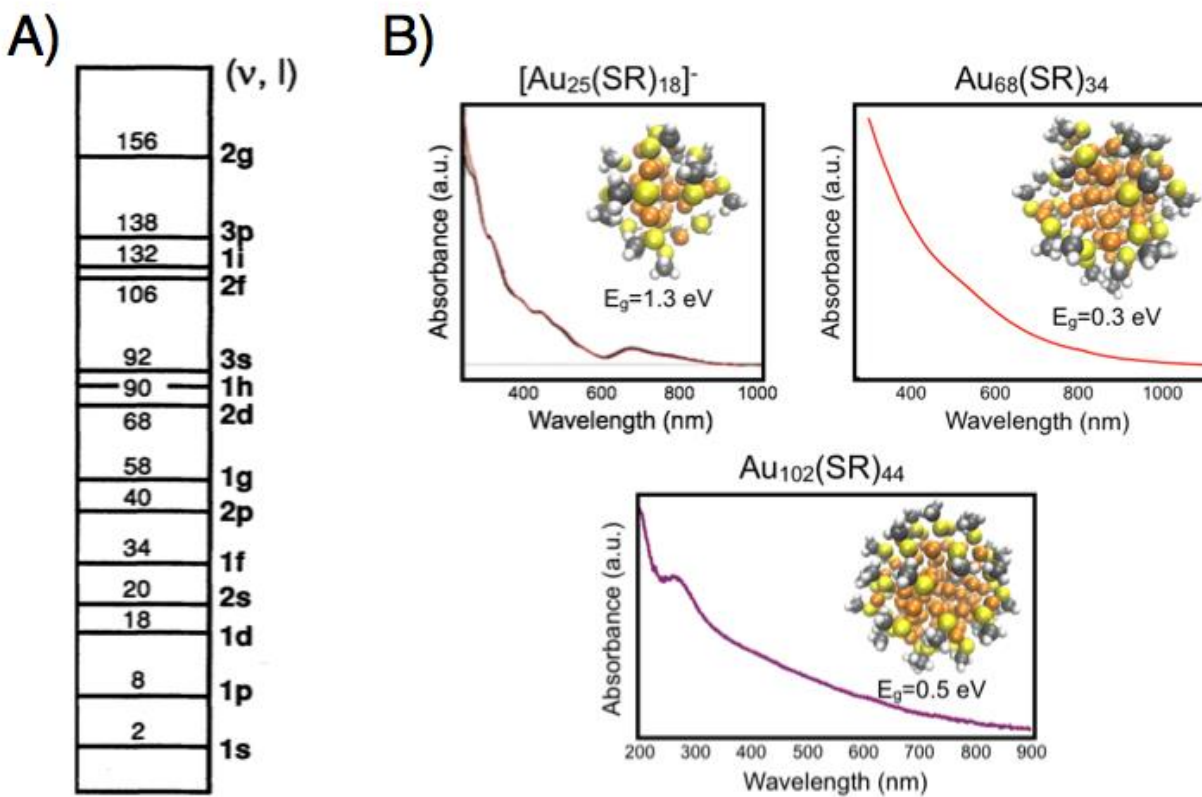 A)
(ν, l)
156
2g
138
3p
132
1i
2f
106
92
3s
90
1h
2d
68
58
1g
40
2p
34
1f
20
2s
18
1d
8
1p
2
1s
B)
[Au₂₅(SR)₁₈]⁻
Absorbance (a.u.)
E_g=1.3 eV
400 600 800 1000
Wavelength (nm)
Au₆₈(SR)₃₄
Absorbance (a.u.)
E_g=0.3 eV
400 600 800 1000
Wavelength (nm)
Au₁₀₂(SR)₄₄
Absorbance (a.u.)
E_g=0.5 eV
200 300 400 500 600 700 800 900
Wavelength (nm)